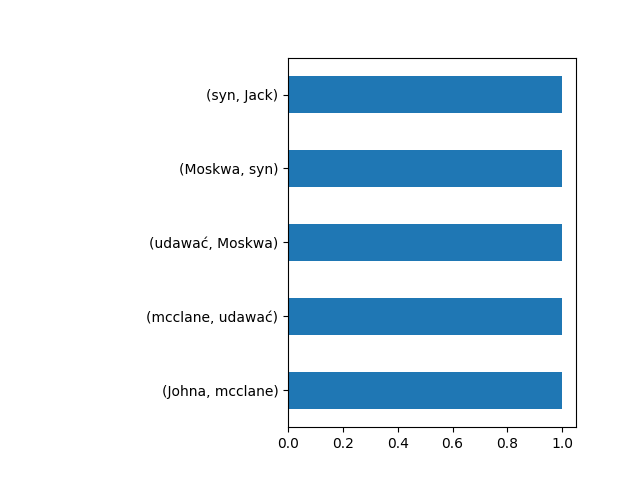 (syn, Jack)
(Moskwa, syn)
(udawać, Moskwa)
(mcclane, udawać)
(Johna, mcclane)
0.0 0.2 0.4 0.6 0.8 1.0